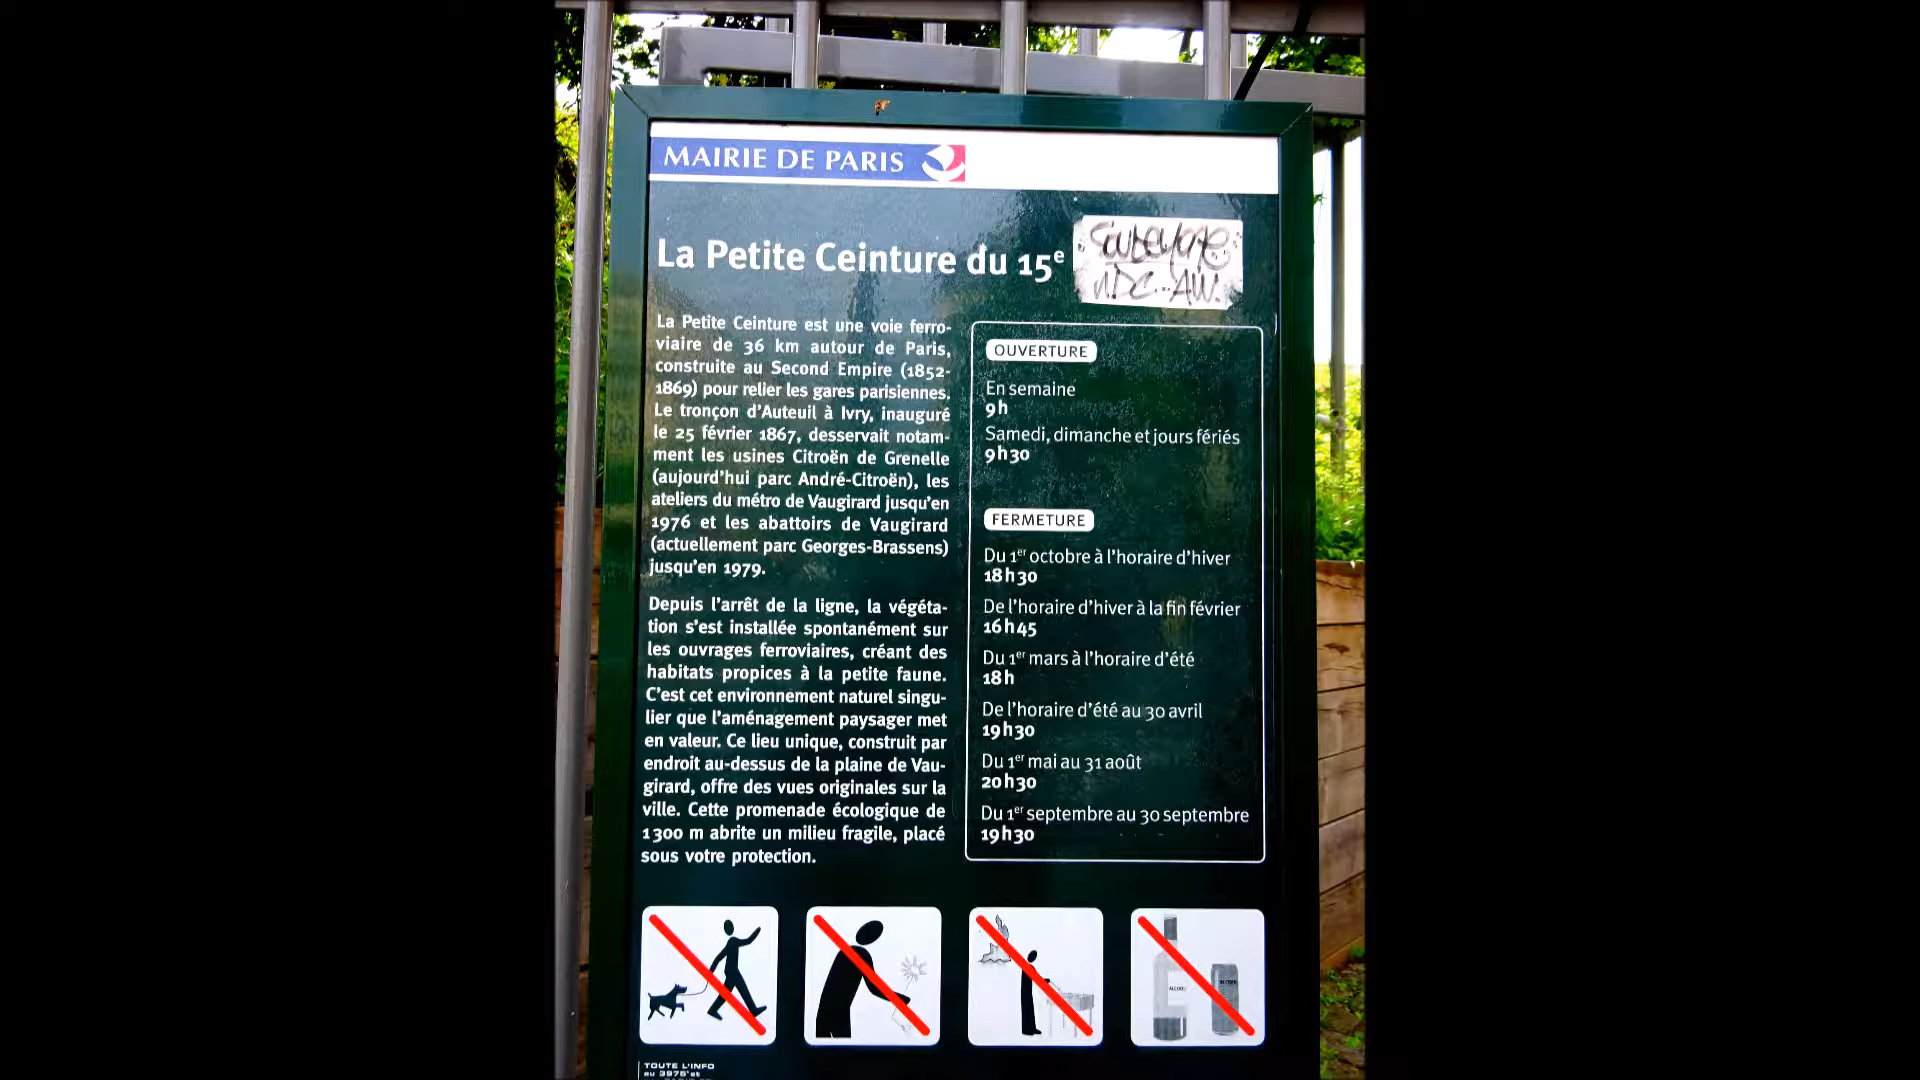 MAIRIE DE PARIS
La Petite Ceinture du 15e
La Petite Ceinture est une voie ferro-
viaire de 36 km autour de Paris,
construite au Second Empire (1852-
1869) pour relier les gares parisiennes.
Le tronçon d'Auteuil à Ivry, inauguré
le 25 février 1867, desservait notam-
ment les usines Citroën de Grenelle
(aujourd'hui parc André-Citroën), les
ateliers du métro de Vaugirard jusqu'en
1976 et les abattoirs de Vaugirard
(actuellement parc Georges-Brassens)
jusqu'en 1979.
Depuis l'arrêt de la ligne, la végéta-
tion s'est installée spontanément sur
les ouvrages ferroviaires, créant des
habitats propices à la petite faune.
C'est cet environnement naturel singu-
lier que l'aménagement paysager met
en valeur. Ce lieu unique, construit par
endroit au-dessus de la plaine de Vau-
girard, offre des vues originales sur la
ville. Cette promenade écologique de
1300 m abrite un milieu fragile, placé
sous votre protection.
OUVERTURE
En semaine
9h
Samedi, dimanche et jours fériés
9h30
FERMETURE
Du 1er octobre à l'horaire d'hiver
18h30
De l'horaire d'hiver à la fin février
16h45
Du 1er mars à l'horaire d'été
18h
De l'horaire d'été au 30 avril
19h30
Du 1er mai au 31 août
20h30
Du 1er septembre au 30 septembre
19h30
ALCOOL
ALCOOL
TOUTE L'INFO
au 3975 et